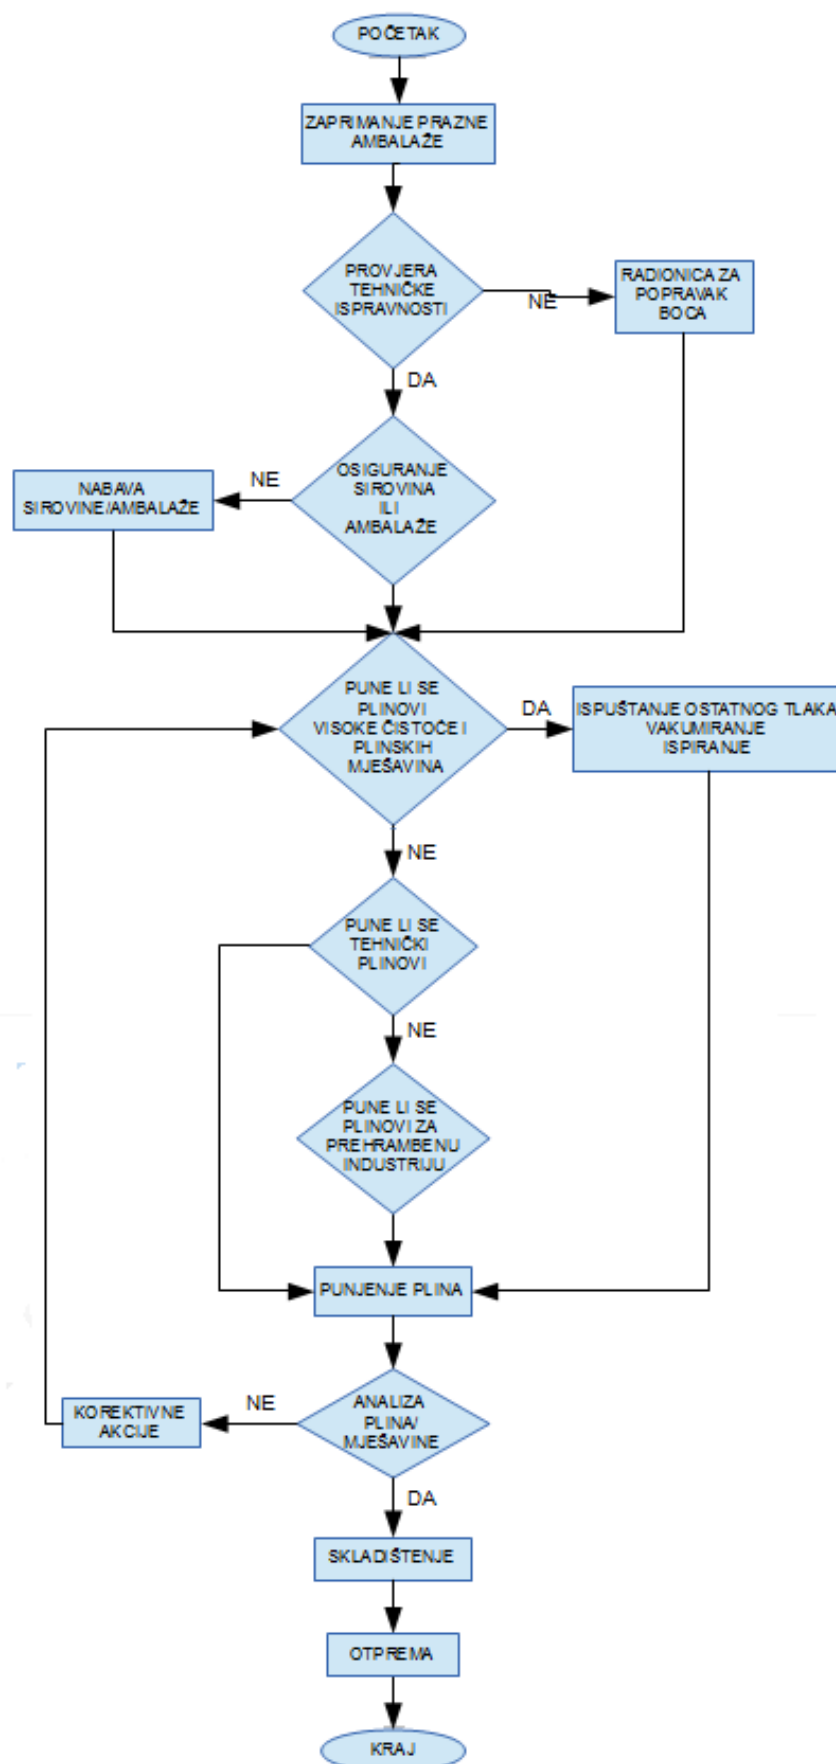 POČETAK
ZAPRIMANJE PRAZNE
AMBALAŽE
PROVJERA
TEHNIČKE
ISPRAVNOSTI
NE
RADIONICA ZA
POPRAVAK
BOCA
DA
OSIGURANJE
SIROVINA
ILI
AMBALAŽE
NE
NABAVA
SIROVINE/AMBALAŽE
PUNE LI SE
PLINOVI
VISOKE ČISTOĆE I
PLINSKIH
MJEŠAVINA
DA
ISPUŠTANJE OSTATNOG TLAKA
VAKUMIRANJE
ISPIRANJE
NE
PUNE LI SE
TEHNIČKI
PLINOVI
NE
PUNE LI SE
PLINOVI ZA
PREHRAMBENU
INDUSTRIJU
PUNJENJE PLINA
ANALIZA
PLINA/
MJEŠAVINE
NE
KOREKTIVNE
AKCIJE
DA
SKLADIŠTENJE
OTPREMA
KRAJ